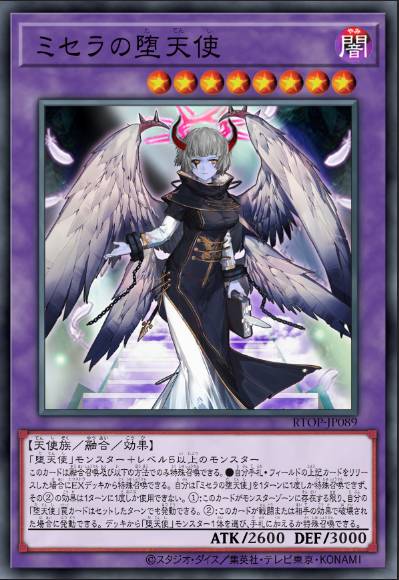 ミセラの堕天使
闇
RTOP-JP089
【天使族／融合／効果】
「堕天使」モンスター＋レベル５以上のモンスター
このカードは融合召喚及び以下の方法でのみ特殊召喚できる。●自分の手札・フィールドの上記カードをリリー
スした場合にEXデッキから特殊召喚できる。自分は「ミセラの堕天使」を1ターンに1度しか特殊召喚できず、
その②の効果は1ターンに1度しか使用できない。①：このカードがモンスターゾーンに存在する限り、自分の
「堕天使」罠カードはセットしたターンでも発動できる。②：このカードが戦闘または相手の効果で破壊され
た場合に発動できる。デッキから「堕天使」モンスター1体を選び、手札に加えるか特殊召喚できる。
ATK/2600 DEF/3000
©スタジオ・ダイス／集英社・テレビ東京・KONAMI